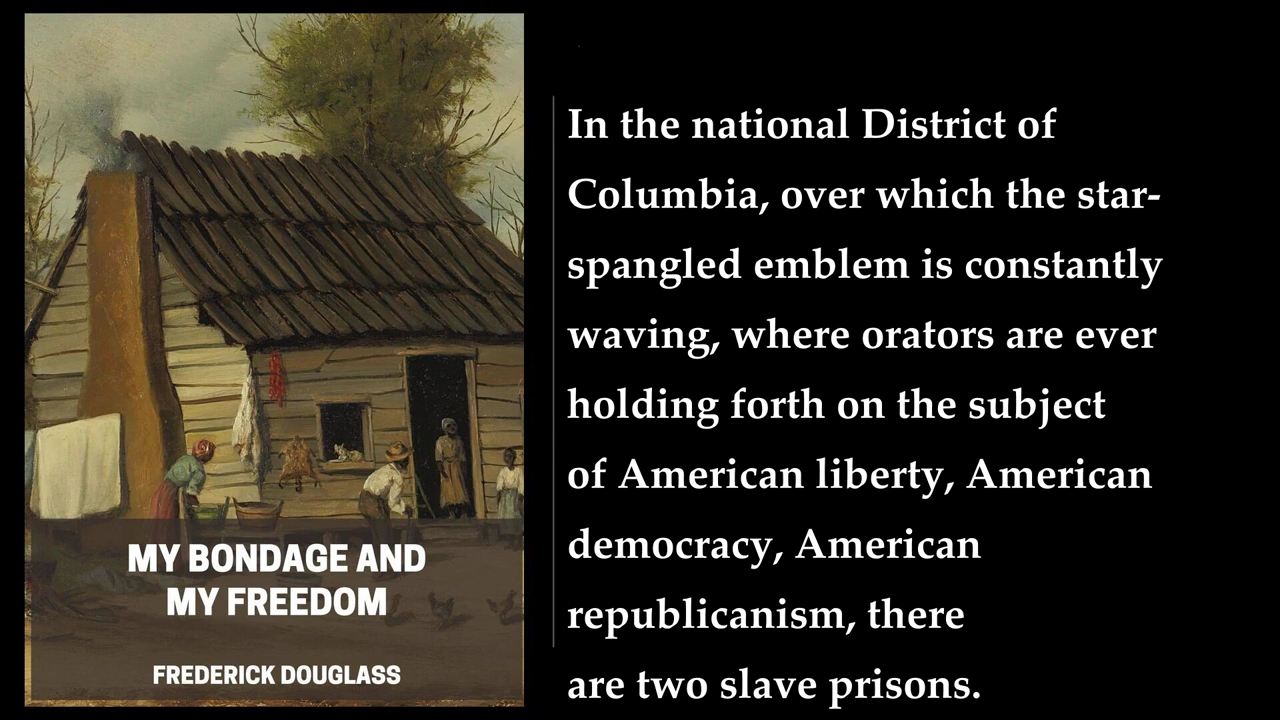 MY BONDAGE AND
MY FREEDOM
FREDERICK DOUGLASS
In the national District of
Columbia, over which the star-
spangled emblem is constantly
waving, where orators are ever
holding forth on the subject
of American liberty, American
democracy, American
republicanism, there
are two slave prisons.